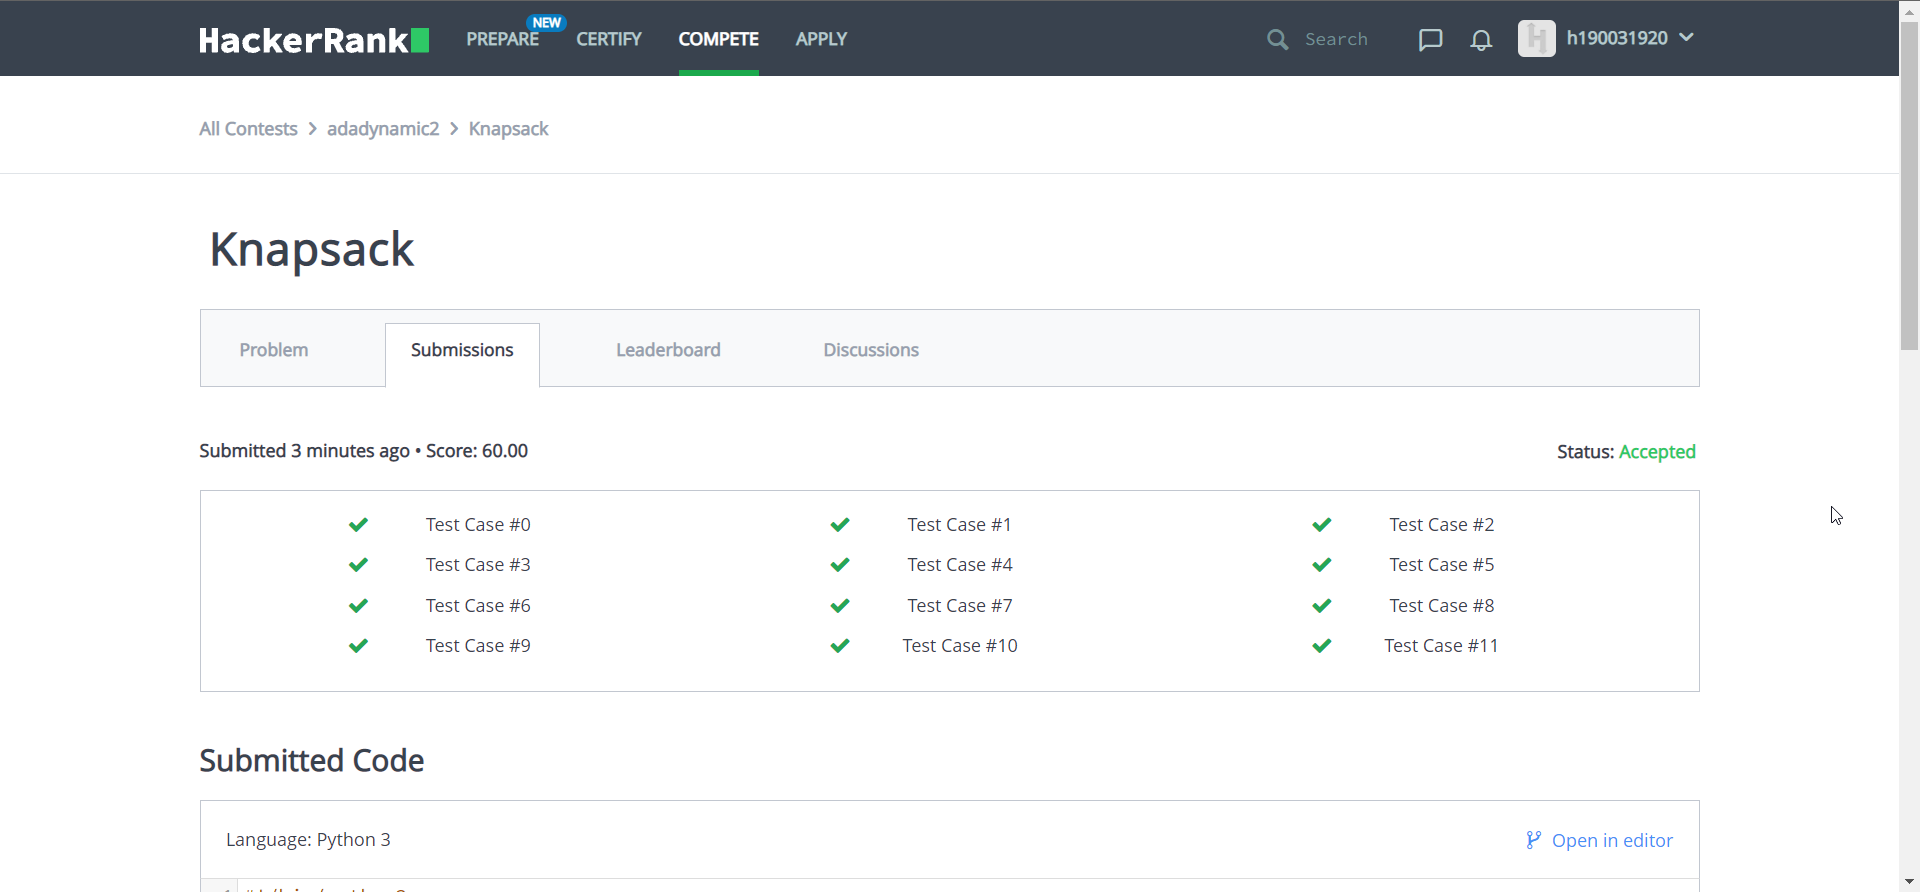 HackerRank PREPARE NEW CERTIFY COMPETE APPLY Search h190031920
All Contests > adadynamic2 > Knapsack
Knapsack
Problem Submissions Leaderboard Discussions
Submitted 3 minutes ago • Score: 60.00 Status: Accepted
Test Case #0 Test Case #1 Test Case #2
Test Case #3 Test Case #4 Test Case #5
Test Case #6 Test Case #7 Test Case #8
Test Case #9 Test Case #10 Test Case #11
Submitted Code
Language: Python 3 Open in editor